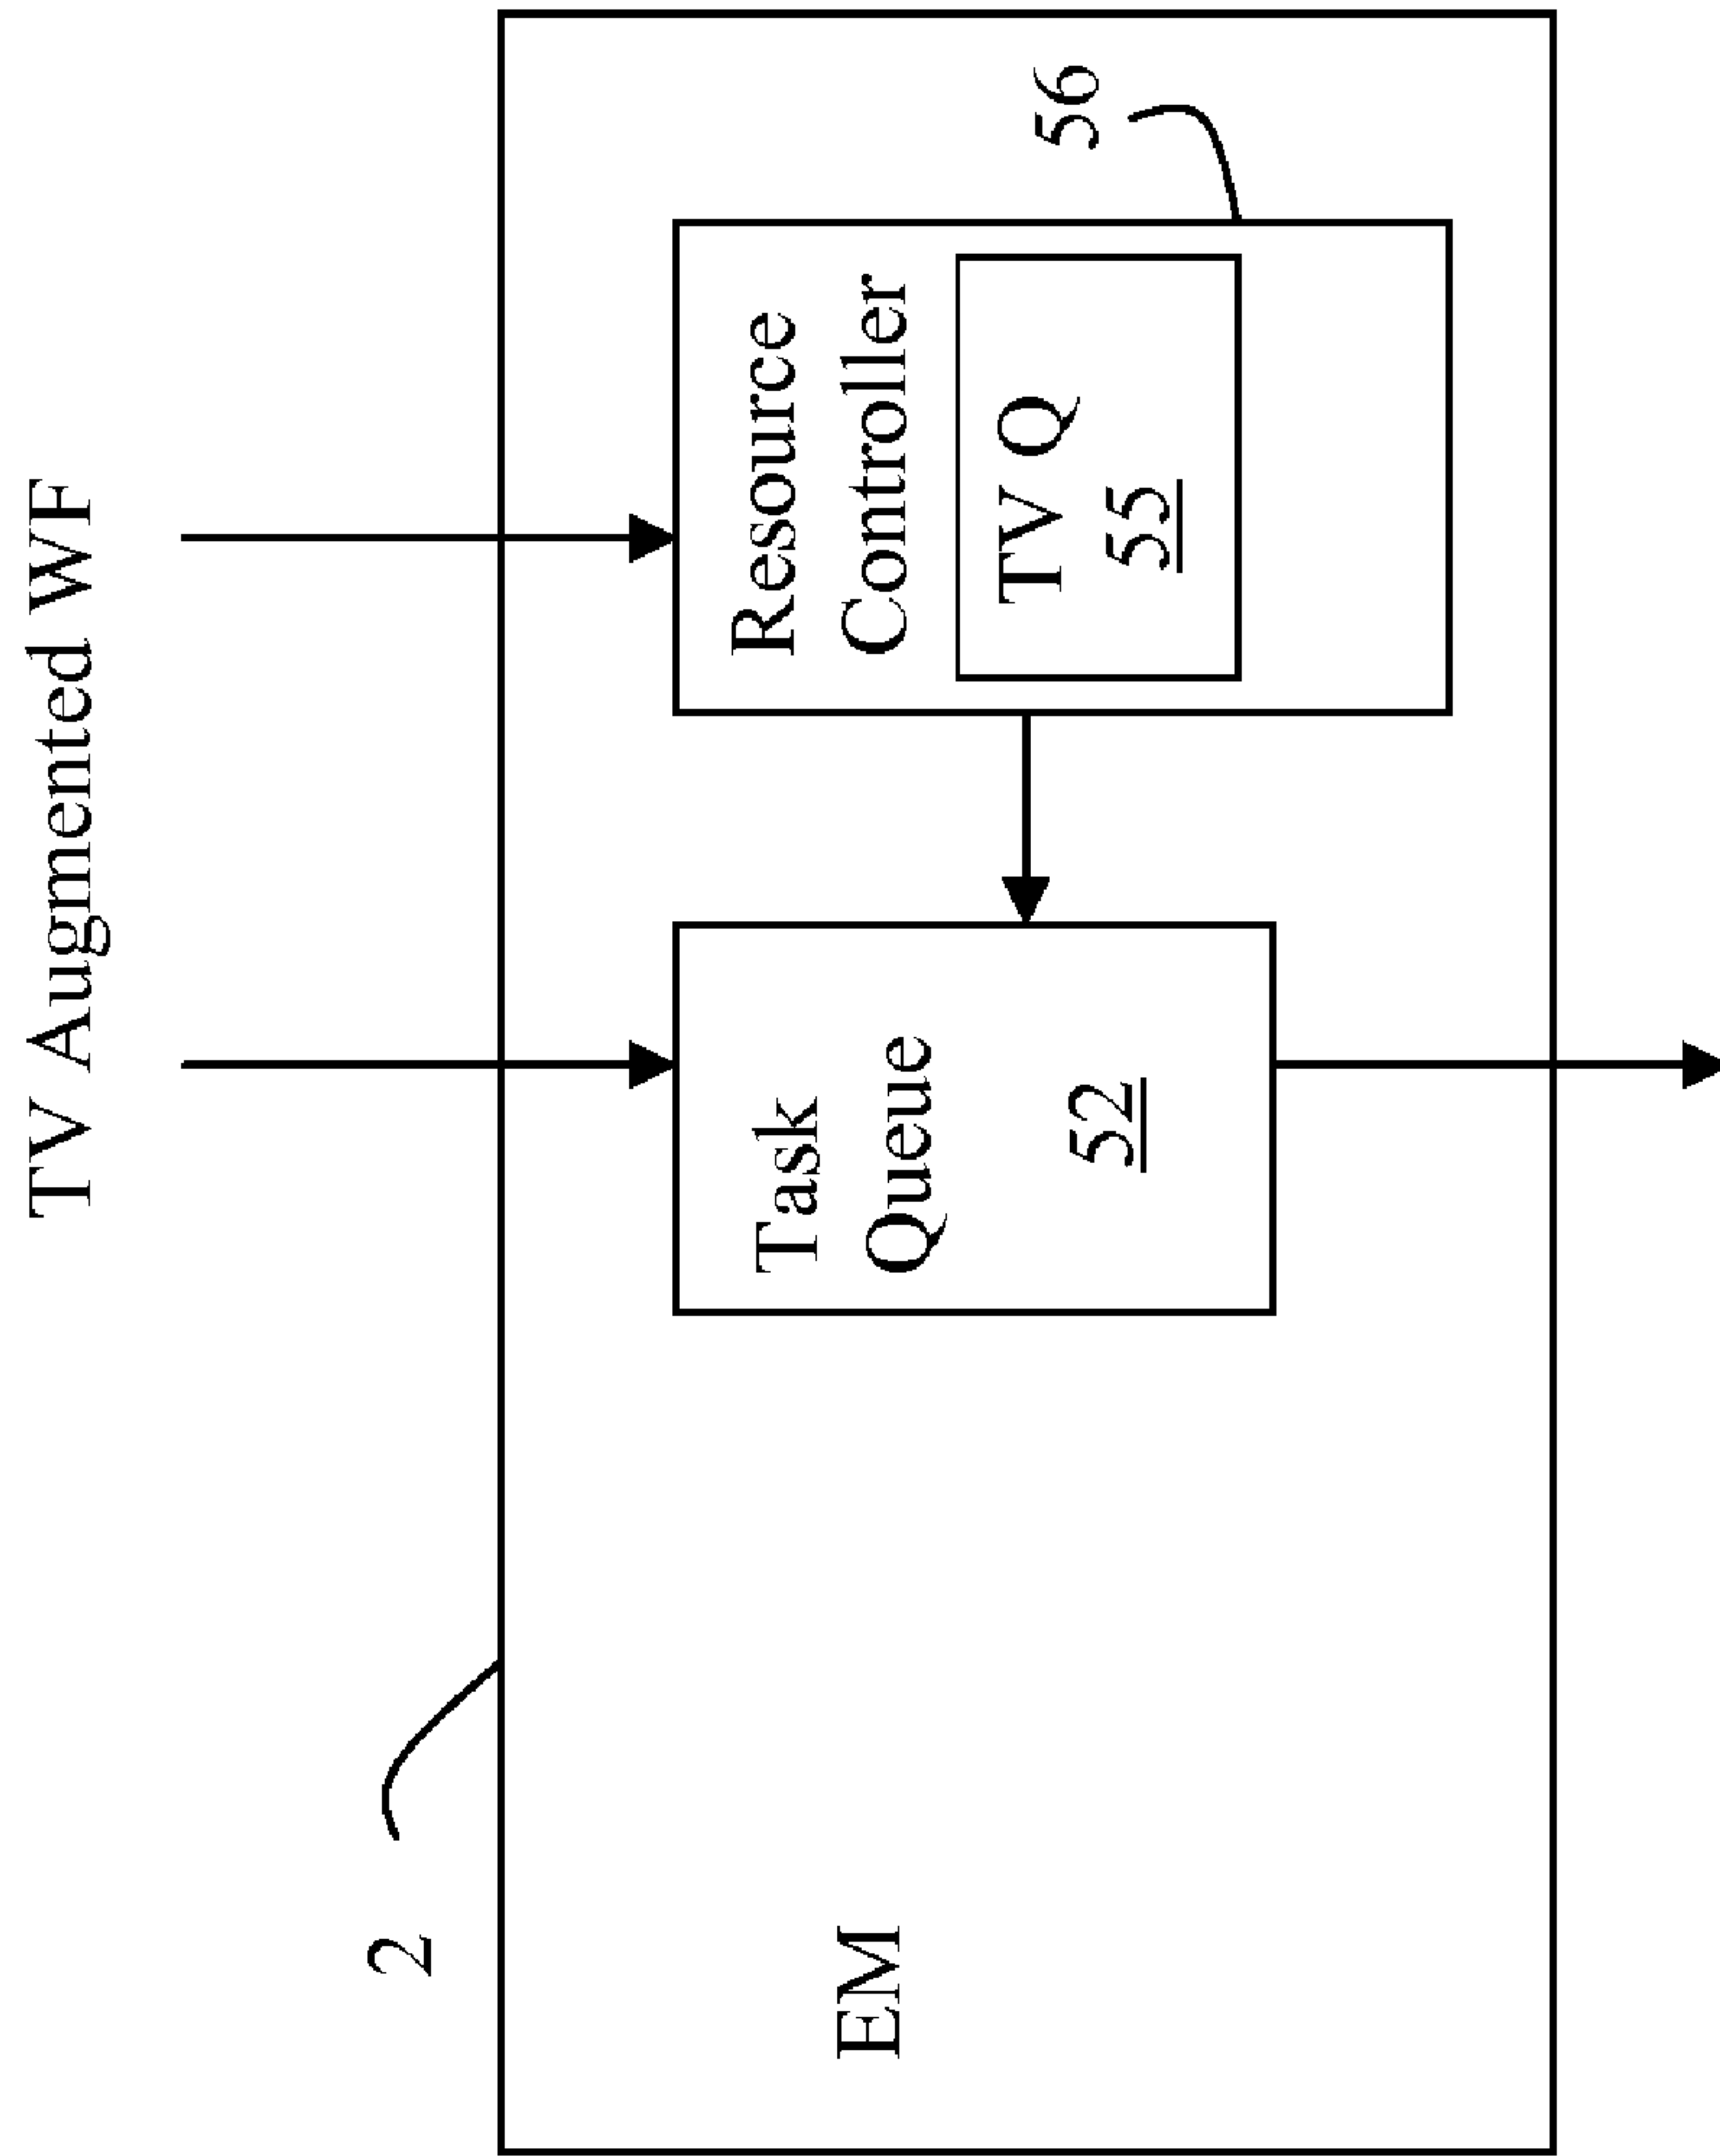 TV Augmented WF
2
EM
Task
Queue
52
Resource
Controller
TV Q
55
56